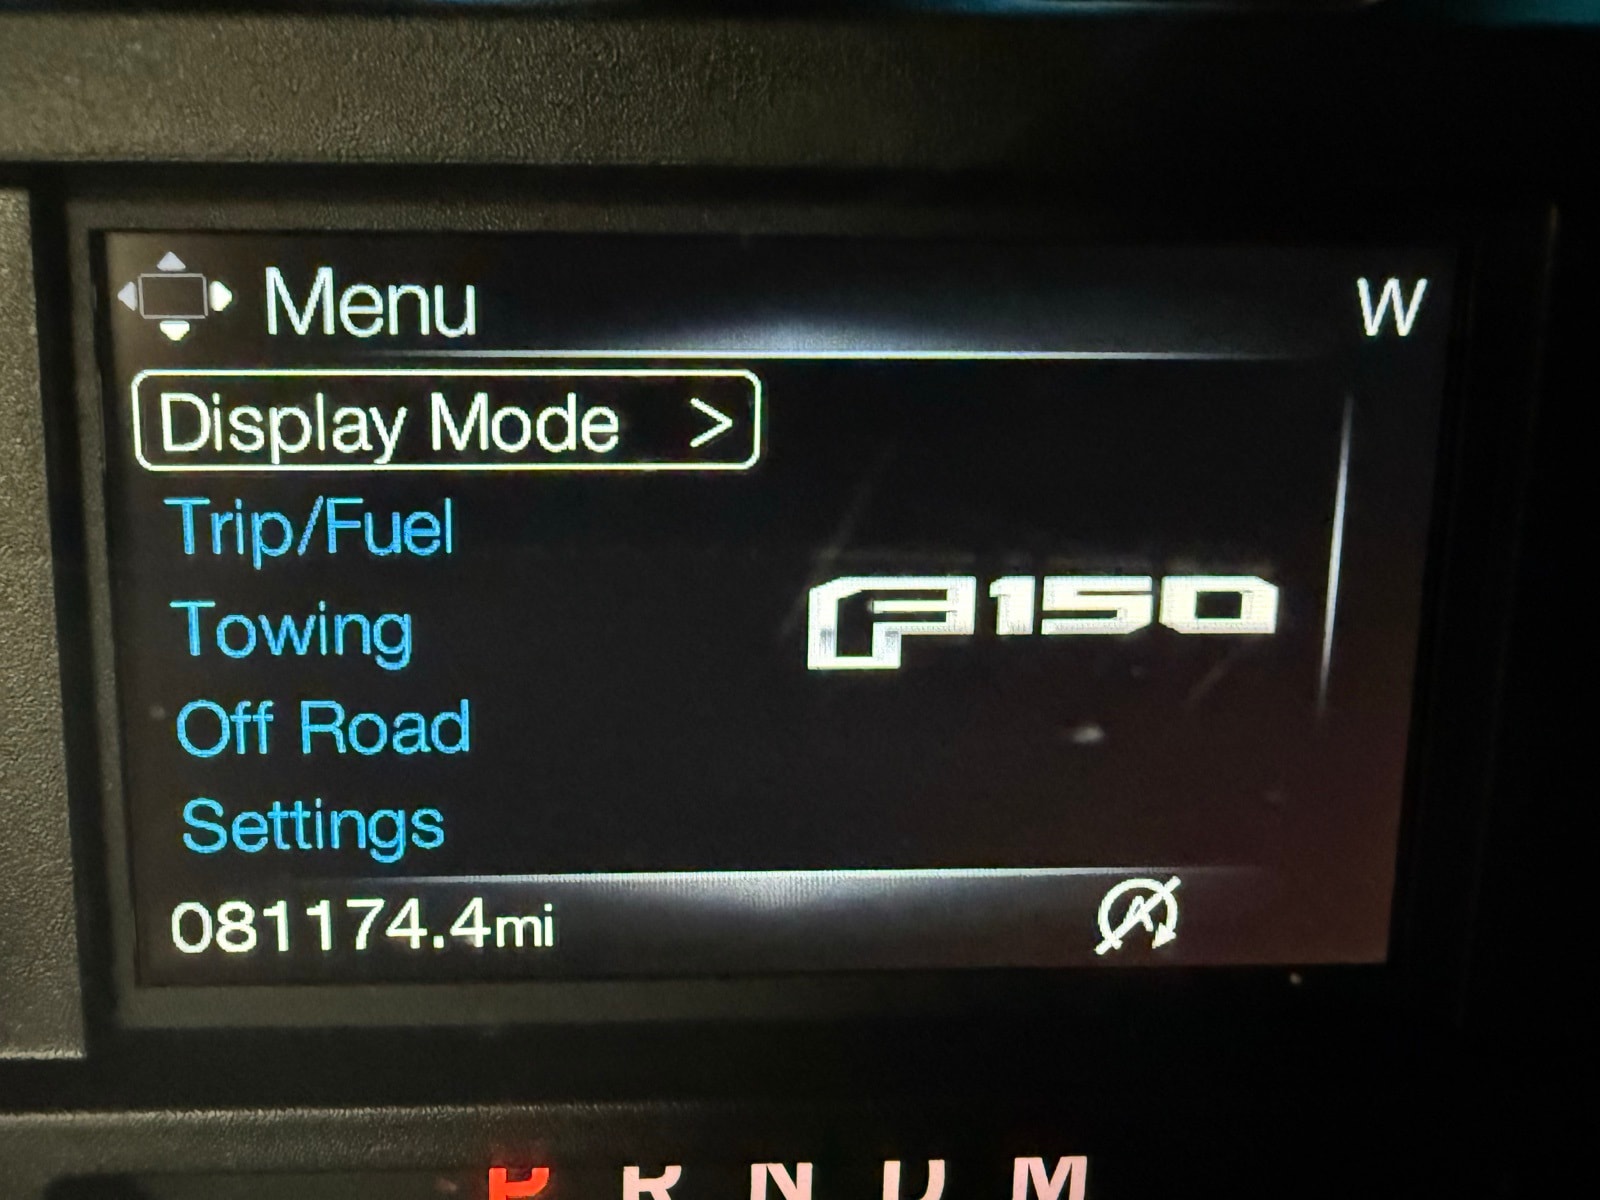 Menu W
Display Mode >
Trip/Fuel
Towing
F150
Off Road
Settings
081174.4mi A
P R N D M